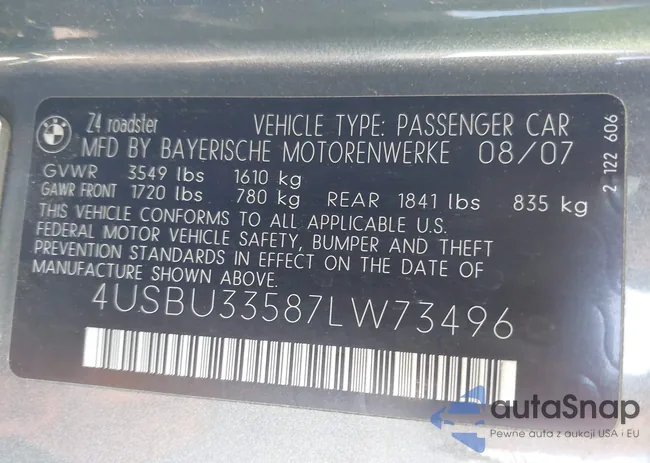 BMW
Z4 roadster VEHICLE TYPE: PASSENGER CAR
MFD BY BAYERISCHE MOTORENWERKE 08/07
GVWR 3549 lbs 1610 kg
GAWR FRONT 1720 lbs 780 kg REAR 1841 lbs 835 kg
THIS VEHICLE CONFORMS TO ALL APPLICABLE U.S.
FEDERAL MOTOR VEHICLE SAFETY, BUMPER AND THEFT
PREVENTION STANDARDS IN EFFECT ON THE DATE OF
MANUFACTURE SHOWN ABOVE.
4USBU33587LW73496
2 122 606
autoSnap
Pewne auta z aukcji USA i EU